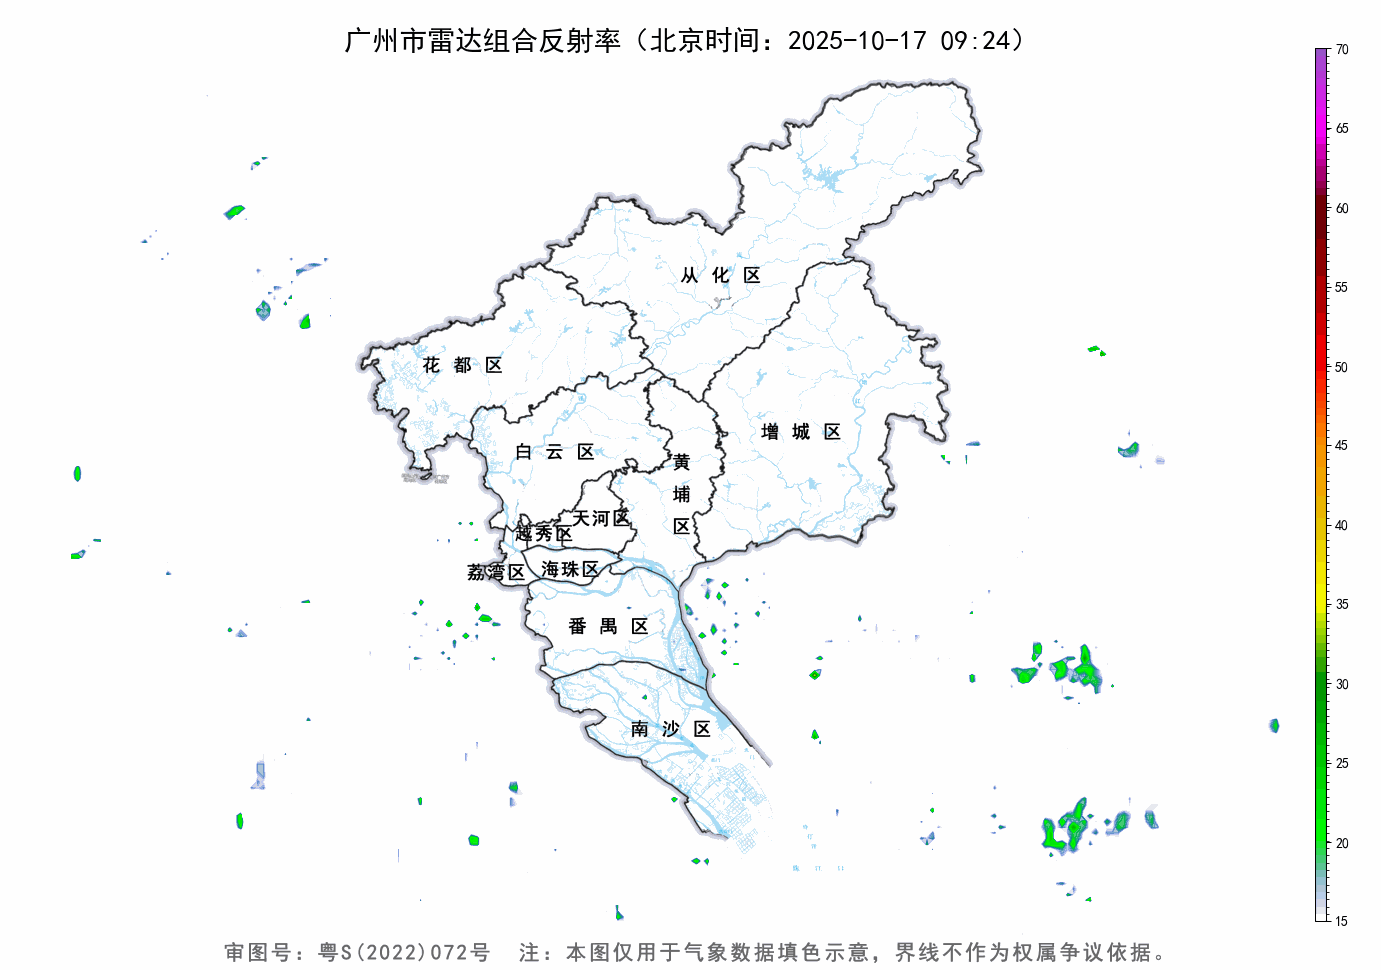 广州市雷达组合反射率（北京时间：2025-10-17 09:24）
70
65
60
55
50
45
40
35
30
25
20
15
从化区
花都区
增城区
白云区
黄埔区
天河区
越秀区
荔湾区
海珠区
番禺区
南沙区
审图号：粤S(2022)072号 注：本图仅用于气象数据填色示意，界线不作为权属争议依据。